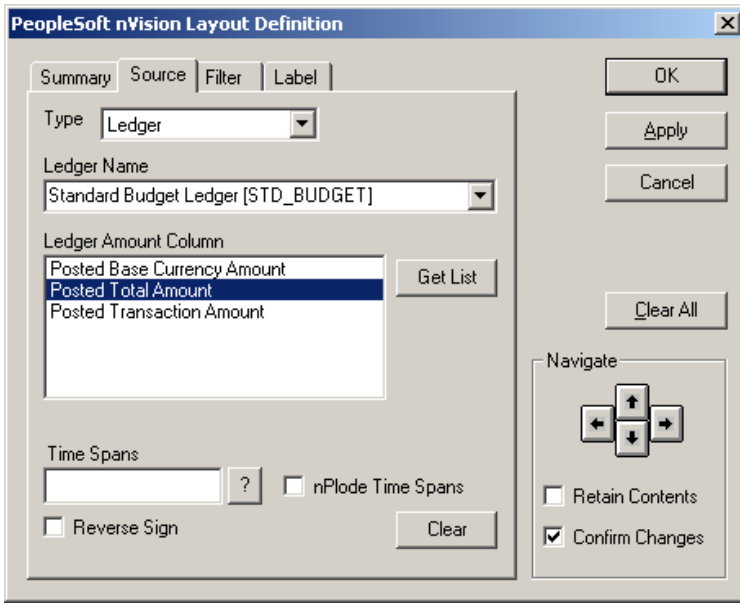 PeopleSoft nVision Layout Definition
Summary Source Filter Label
OK
Type Ledger
Apply
Ledger Name
Cancel
Standard Budget Ledger [STD_BUDGET]
Ledger Amount Column
Posted Base Currency Amount
Get List
Posted Total Amount
Posted Transaction Amount
Clear All
Navigate
Time Spans
? nPlode Time Spans
Retain Contents
Reverse Sign
Clear
Confirm Changes